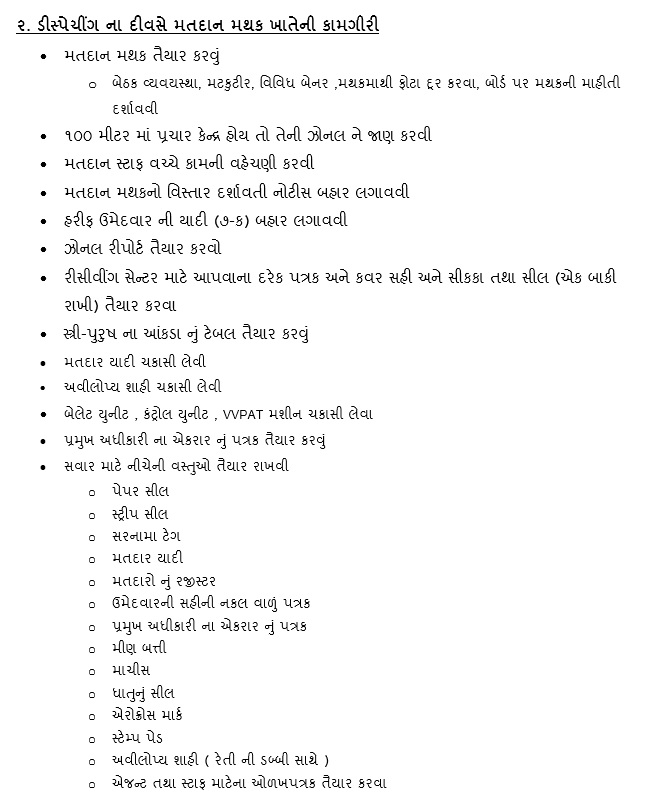 ૨. ડીસ્પેચીંગ ના દીવસે મતદાન મથક ખાતેની કામગીરી
• મતદાન મથક તૈયાર કરવું
o બેઠક વ્યવયસ્થા, મટકુટીર, વિવિધ બેનર ,મથકમાથી ફોટા દૂર કરવા, બોર્ડ પર મથકની માહીતી
દર્શાવવી
• ૧૦૦ મીટર માં પ્રચાર કેન્દ્ર હોય તો તેની ઝોનલ ને જાણ કરવી
• મતદાન સ્ટાફ વચ્ચે કામની વહેચણી કરવી
• મતદાન મથકનો વિસ્તાર દર્શાવતી નોટીસ બહાર લગાવવી
• હરીફ ઉમેદવાર ની યાદી (૭-ક) બહાર લગાવવી
• ઝોનલ રીપોર્ટ તૈયાર કરવો
• રીસીવીંગ સેન્ટર માટે આપવાના દરેક પત્રક અને કવર સહી અને સીકકા તથા સીલ (એક બાકી
રાખી) તૈયાર કરવા
• સ્ત્રી-પુરુષ ના આંકડા નું ટેબલ તૈયાર કરવું
• મતદાર યાદી ચકાસી લેવી
• અવીલોપ્ય શાહી ચકાસી લેવી
• બેલેટ યુનીટ , કંટ્રોલ યુનીટ , VVPAT મશીન ચકાસી લેવા
• પ્રમુખ અધીકારી ના એકરાર નું પત્રક તૈયાર કરવું
• સવાર માટે નીચેની વસ્તુઓ તૈયાર રાખવી
o પેપર સીલ
o સ્ટ્રીપ સીલ
o સરનામા ટેગ
o મતદાર યાદી
o મતદારો નું રજીસ્ટર
o ઉમેદવારની સહીની નકલ વાળું પત્રક
o પ્રમુખ અધીકારી ના એકરાર નું પત્રક
o મીણ બત્તી
o માચીસ
o ધાતુનું સીલ
o એરોક્રોસ માર્ક
o સ્ટેમ્પ પેડ
o અવીલોપ્ય શાહી ( રેતી ની ડબ્બી સાથે )
o એજન્ટ તથા સ્ટાફ માટેના ઓળખપત્રક તૈયાર કરવા